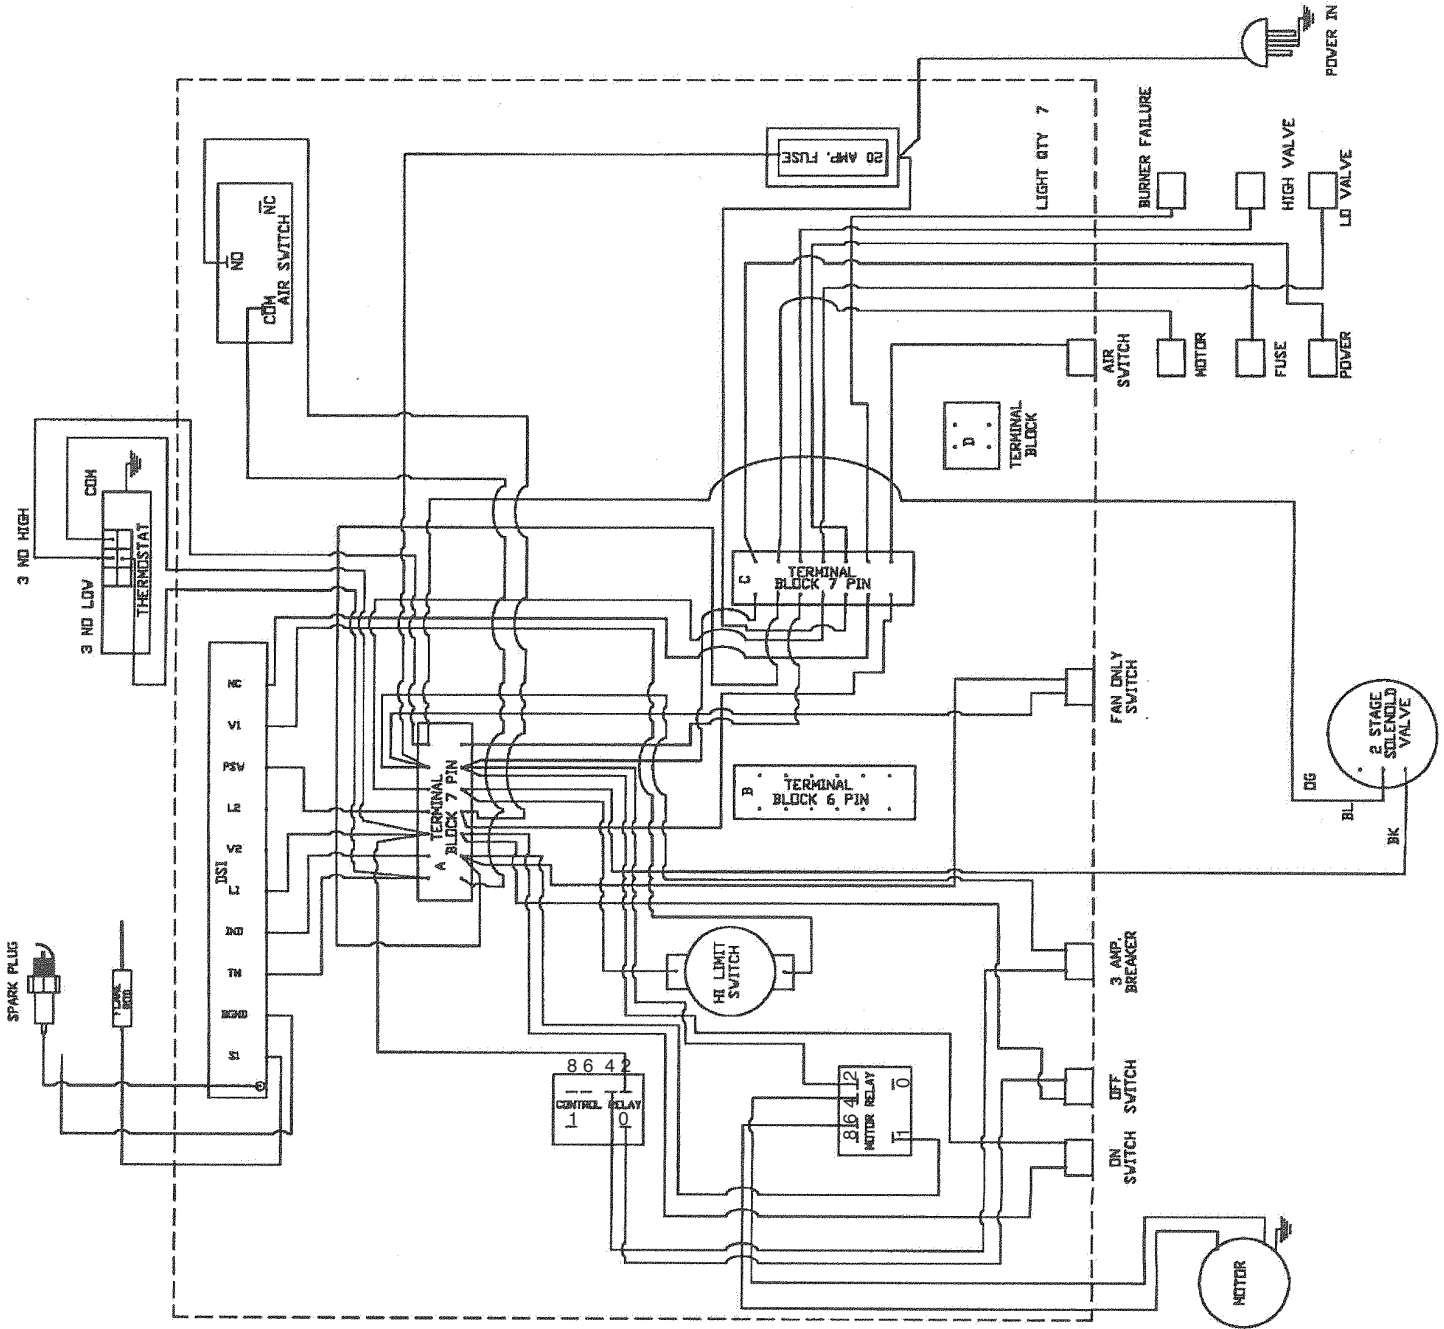 POWER IN
BURNER FAILURE
HIGH VALVE
LO VALVE
LIGHT QTY 7
20 AMP. FUSE
NC
NO
COM
AIR SWITCH
AIR
SWITCH
MOTOR
FUSE
POWER
D
TERMINAL
BLOCK
3 NO HIGH
COM
THERMOSTAT
3 NO LOW
C
TERMINAL
BLOCK 7 PIN
FAN ONLY
SWITCH
2 STAGE
SOLENOID
VALVE
OG
BL
BK
NC
V1
PSW
L2
V2
L1
IND
TH
BGND
S1
DSI
TERMINAL
BLOCK 7 PIN
A
B
TERMINAL
BLOCK 6 PIN
SPARK PLUG
FLAME
ROD
HI LIMIT
SWITCH
3 AMP.
BREAKER
8 6 4 2
CONTROL RELAY
1 0
8 6 4 2
MOTOR RELAY
1 0
OFF
SWITCH
ON
SWITCH
MOTOR